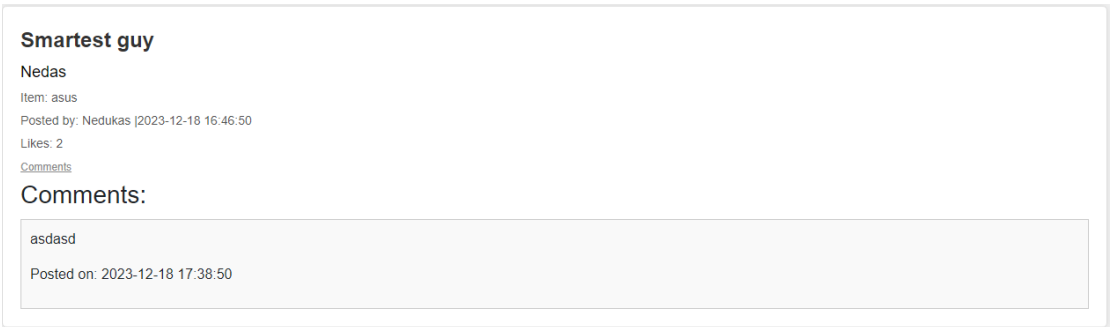 Smartest guy
Nedas
Item: asus
Posted by: Nedukas |2023-12-18 16:46:50
Likes: 2
Comments
Comments:
asdasd
Posted on: 2023-12-18 17:38:50